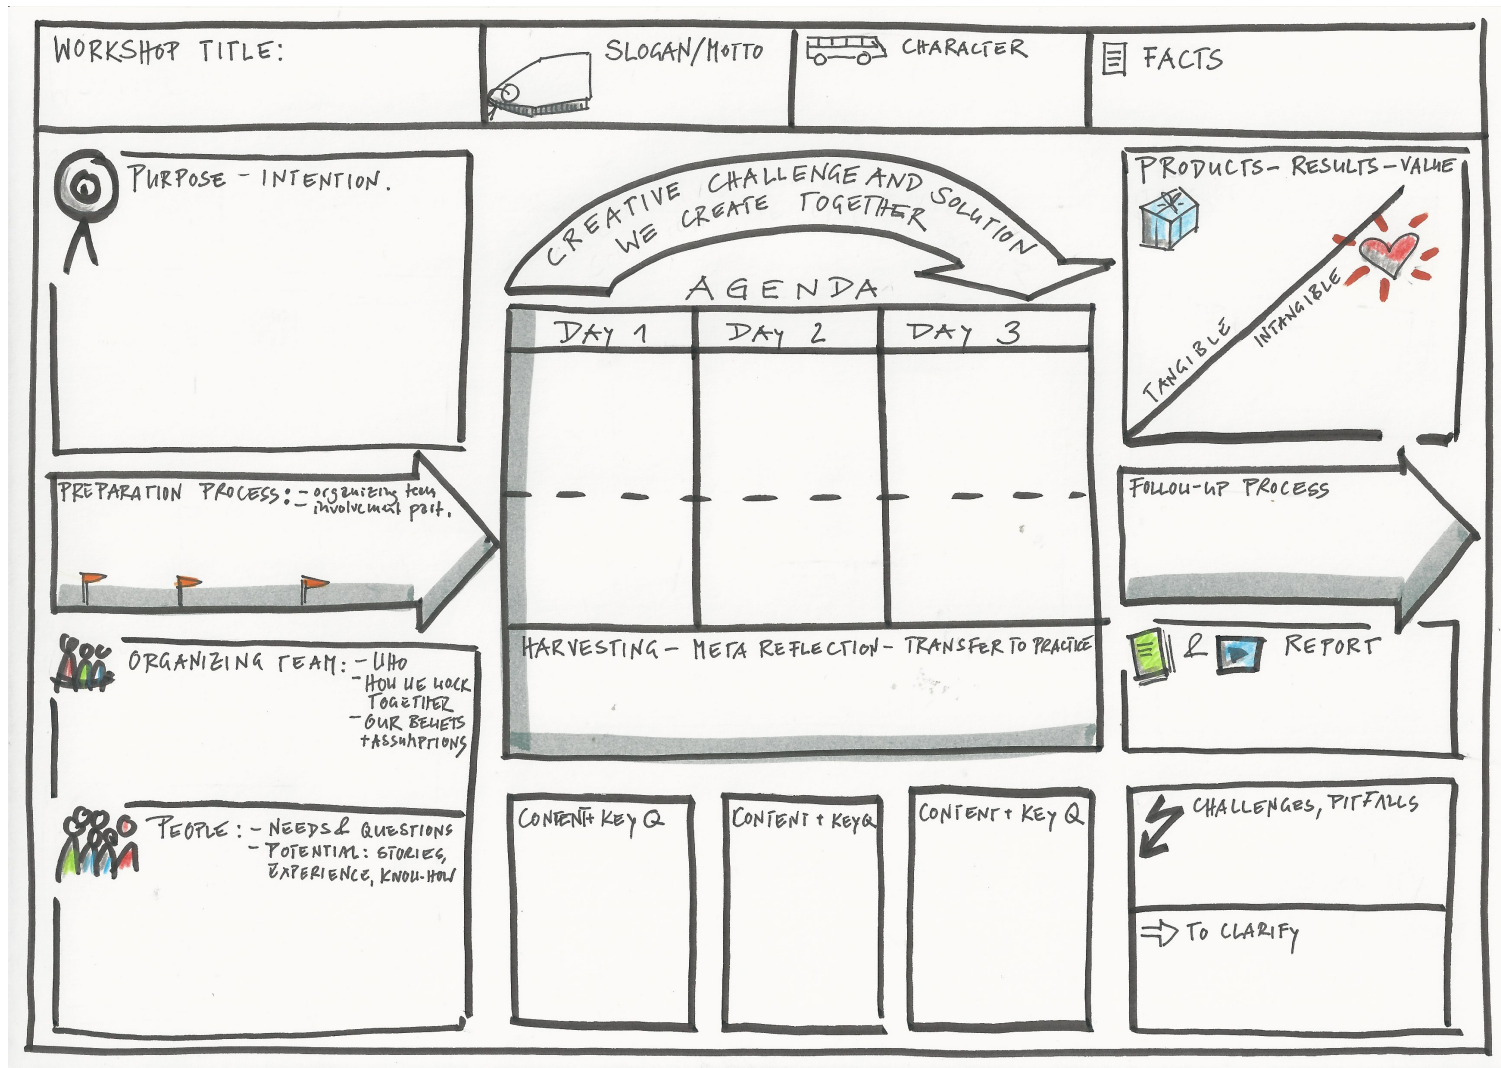 WORKSHOP TITLE:
SLOGAN/MOTTO
CHARACTER
FACTS
PURPOSE - INTENTION.
CREATIVE CHALLENGE AND SOLUTION
WE CREATE TOGETHER
PRODUCTS - RESULTS - VALUE
TANGIBLE
INTANGIBLE
AGENDA
DAY 1
DAY 2
DAY 3
PREPARATION PROCESS: - organizing team
- involvement part.
FOLLOW-UP PROCESS
HARVESTING - META REFLECTION - TRANSFER TO PRACTICE
& REPORT
ORGANIZING TEAM: - WHO
- HOW WE WORK
TOGETHER
- OUR BELIEFS
+ ASSUMPTIONS
PEOPLE: - NEEDS & QUESTIONS
- POTENTIAL: STORIES,
EXPERIENCE, KNOW-HOW
CONTENT + KEY Q
CONTENT + KEY Q
CONTENT + KEY Q
CHALLENGES, PITFALLS
TO CLARIFY